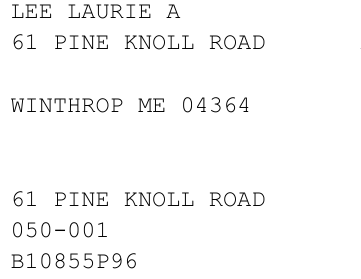 LEE LAURIE A
61 PINE KNOLL ROAD
WINTHROP ME 04364
61 PINE KNOLL ROAD
050-001
B10855P96